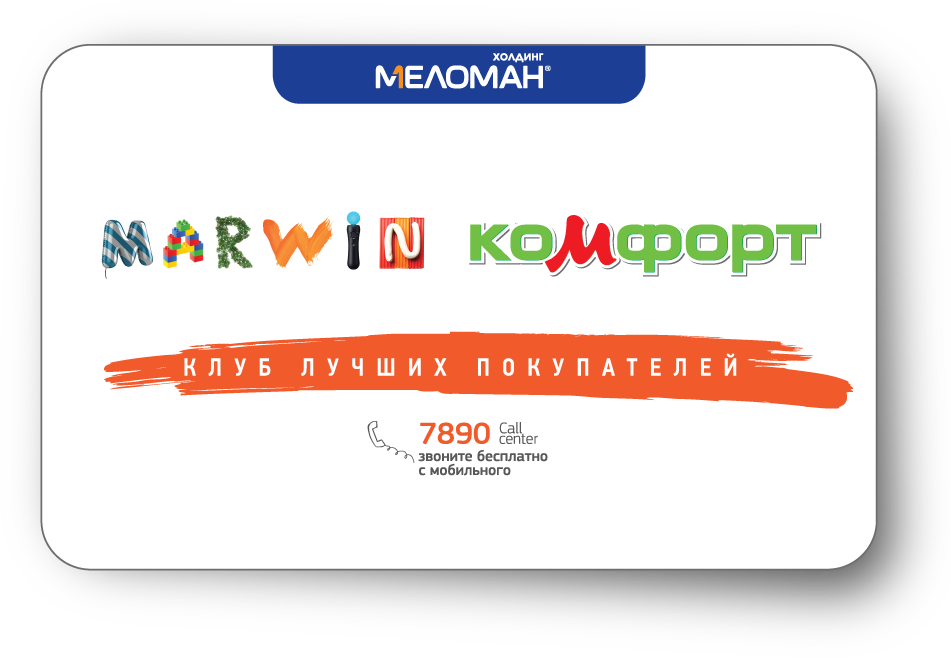 ХОЛДИНГ
МЕЛОМАН®
MARWIN КОМФОРТ
КЛУБ ЛУЧШИХ ПОКУПАТЕЛЕЙ
7890 Call center
звоните бесплатно
с мобильного